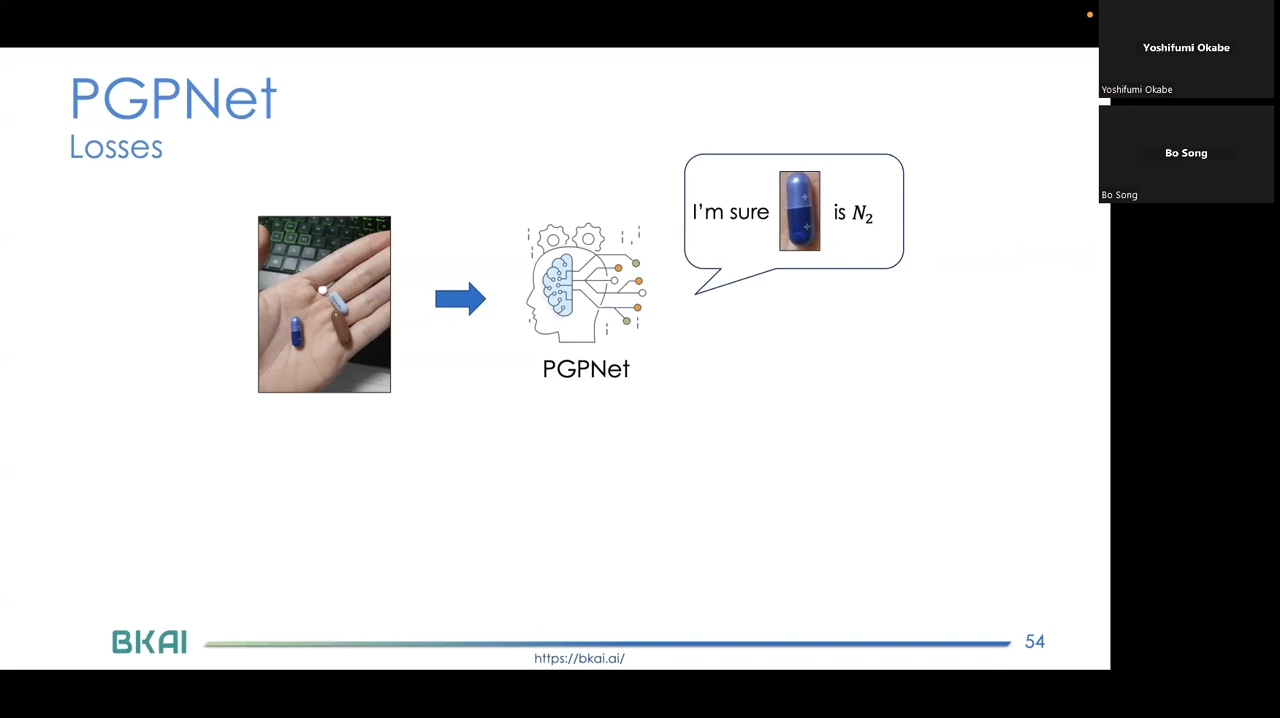 PGPNet
Losses
I'm sure is N₂
PGPNet
BKAI
54
https://bkai.ai/
Yoshifumi Okabe
Yoshifumi Okabe
Bo Song
Bo Song